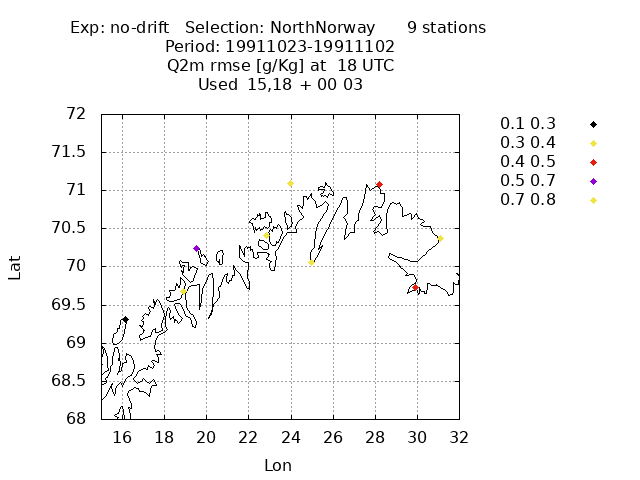 Exp: no-drift   Selection: NorthNorway      9 stations
Period: 19911023-19911102
Q2m rmse [g/Kg] at  18 UTC
Used  15,18 + 00 03
72
71.5
71
70.5
70
69.5
69
68.5
68
16 18 20 22 24 26 28 30 32
Lat
Lon
0.1 0.3
0.3 0.4
0.4 0.5
0.5 0.7
0.7 0.8